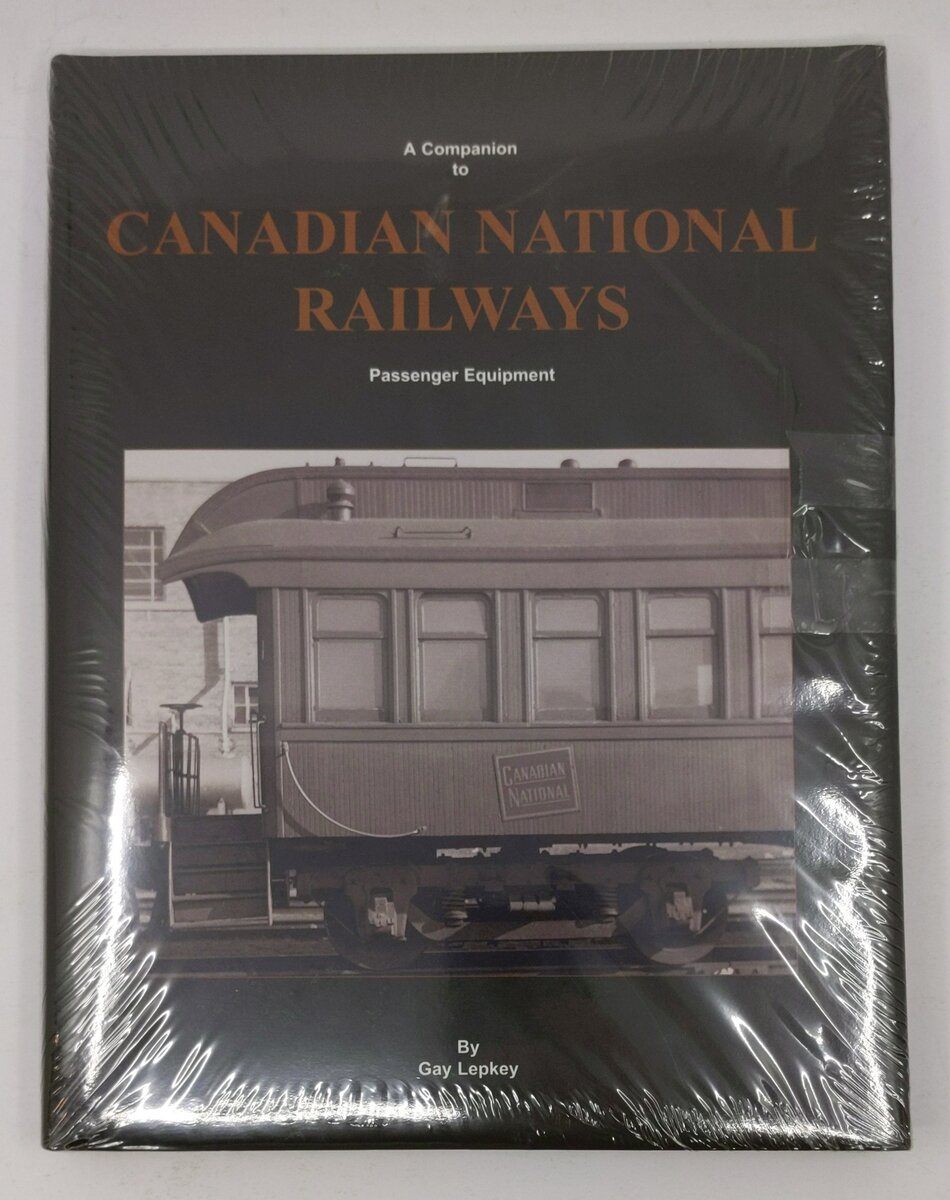 A Companion
to
CANADIAN NATIONAL
RAILWAYS
Passenger Equipment
CANADIAN
NATIONAL
By
Gay Lepkey